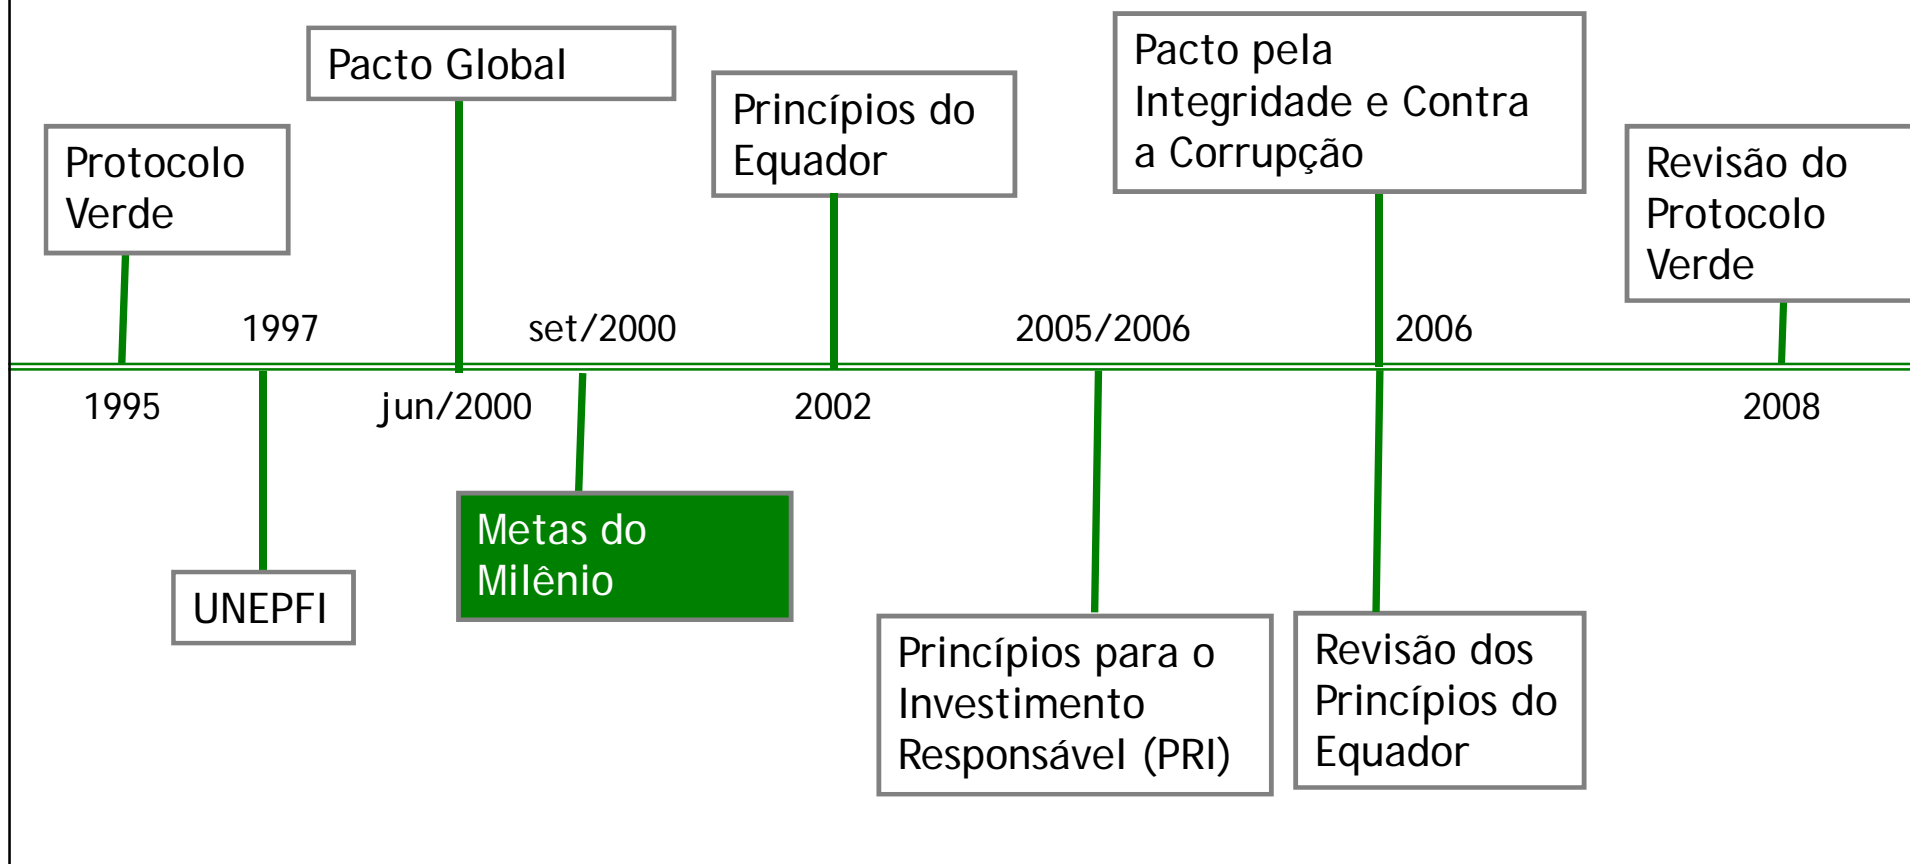 Pacto Global
Protocolo
Verde
Princípios do
Equador
Pacto pela
Integridade e Contra
a Corrupção
Revisão do
Protocolo
Verde
1997
set/2000
2005/2006
2006
1995
jun/2000
2002
2008
UNEPFI
Metas do
Milênio
Princípios para o
Investimento
Responsável (PRI)
Revisão dos
Princípios do
Equador